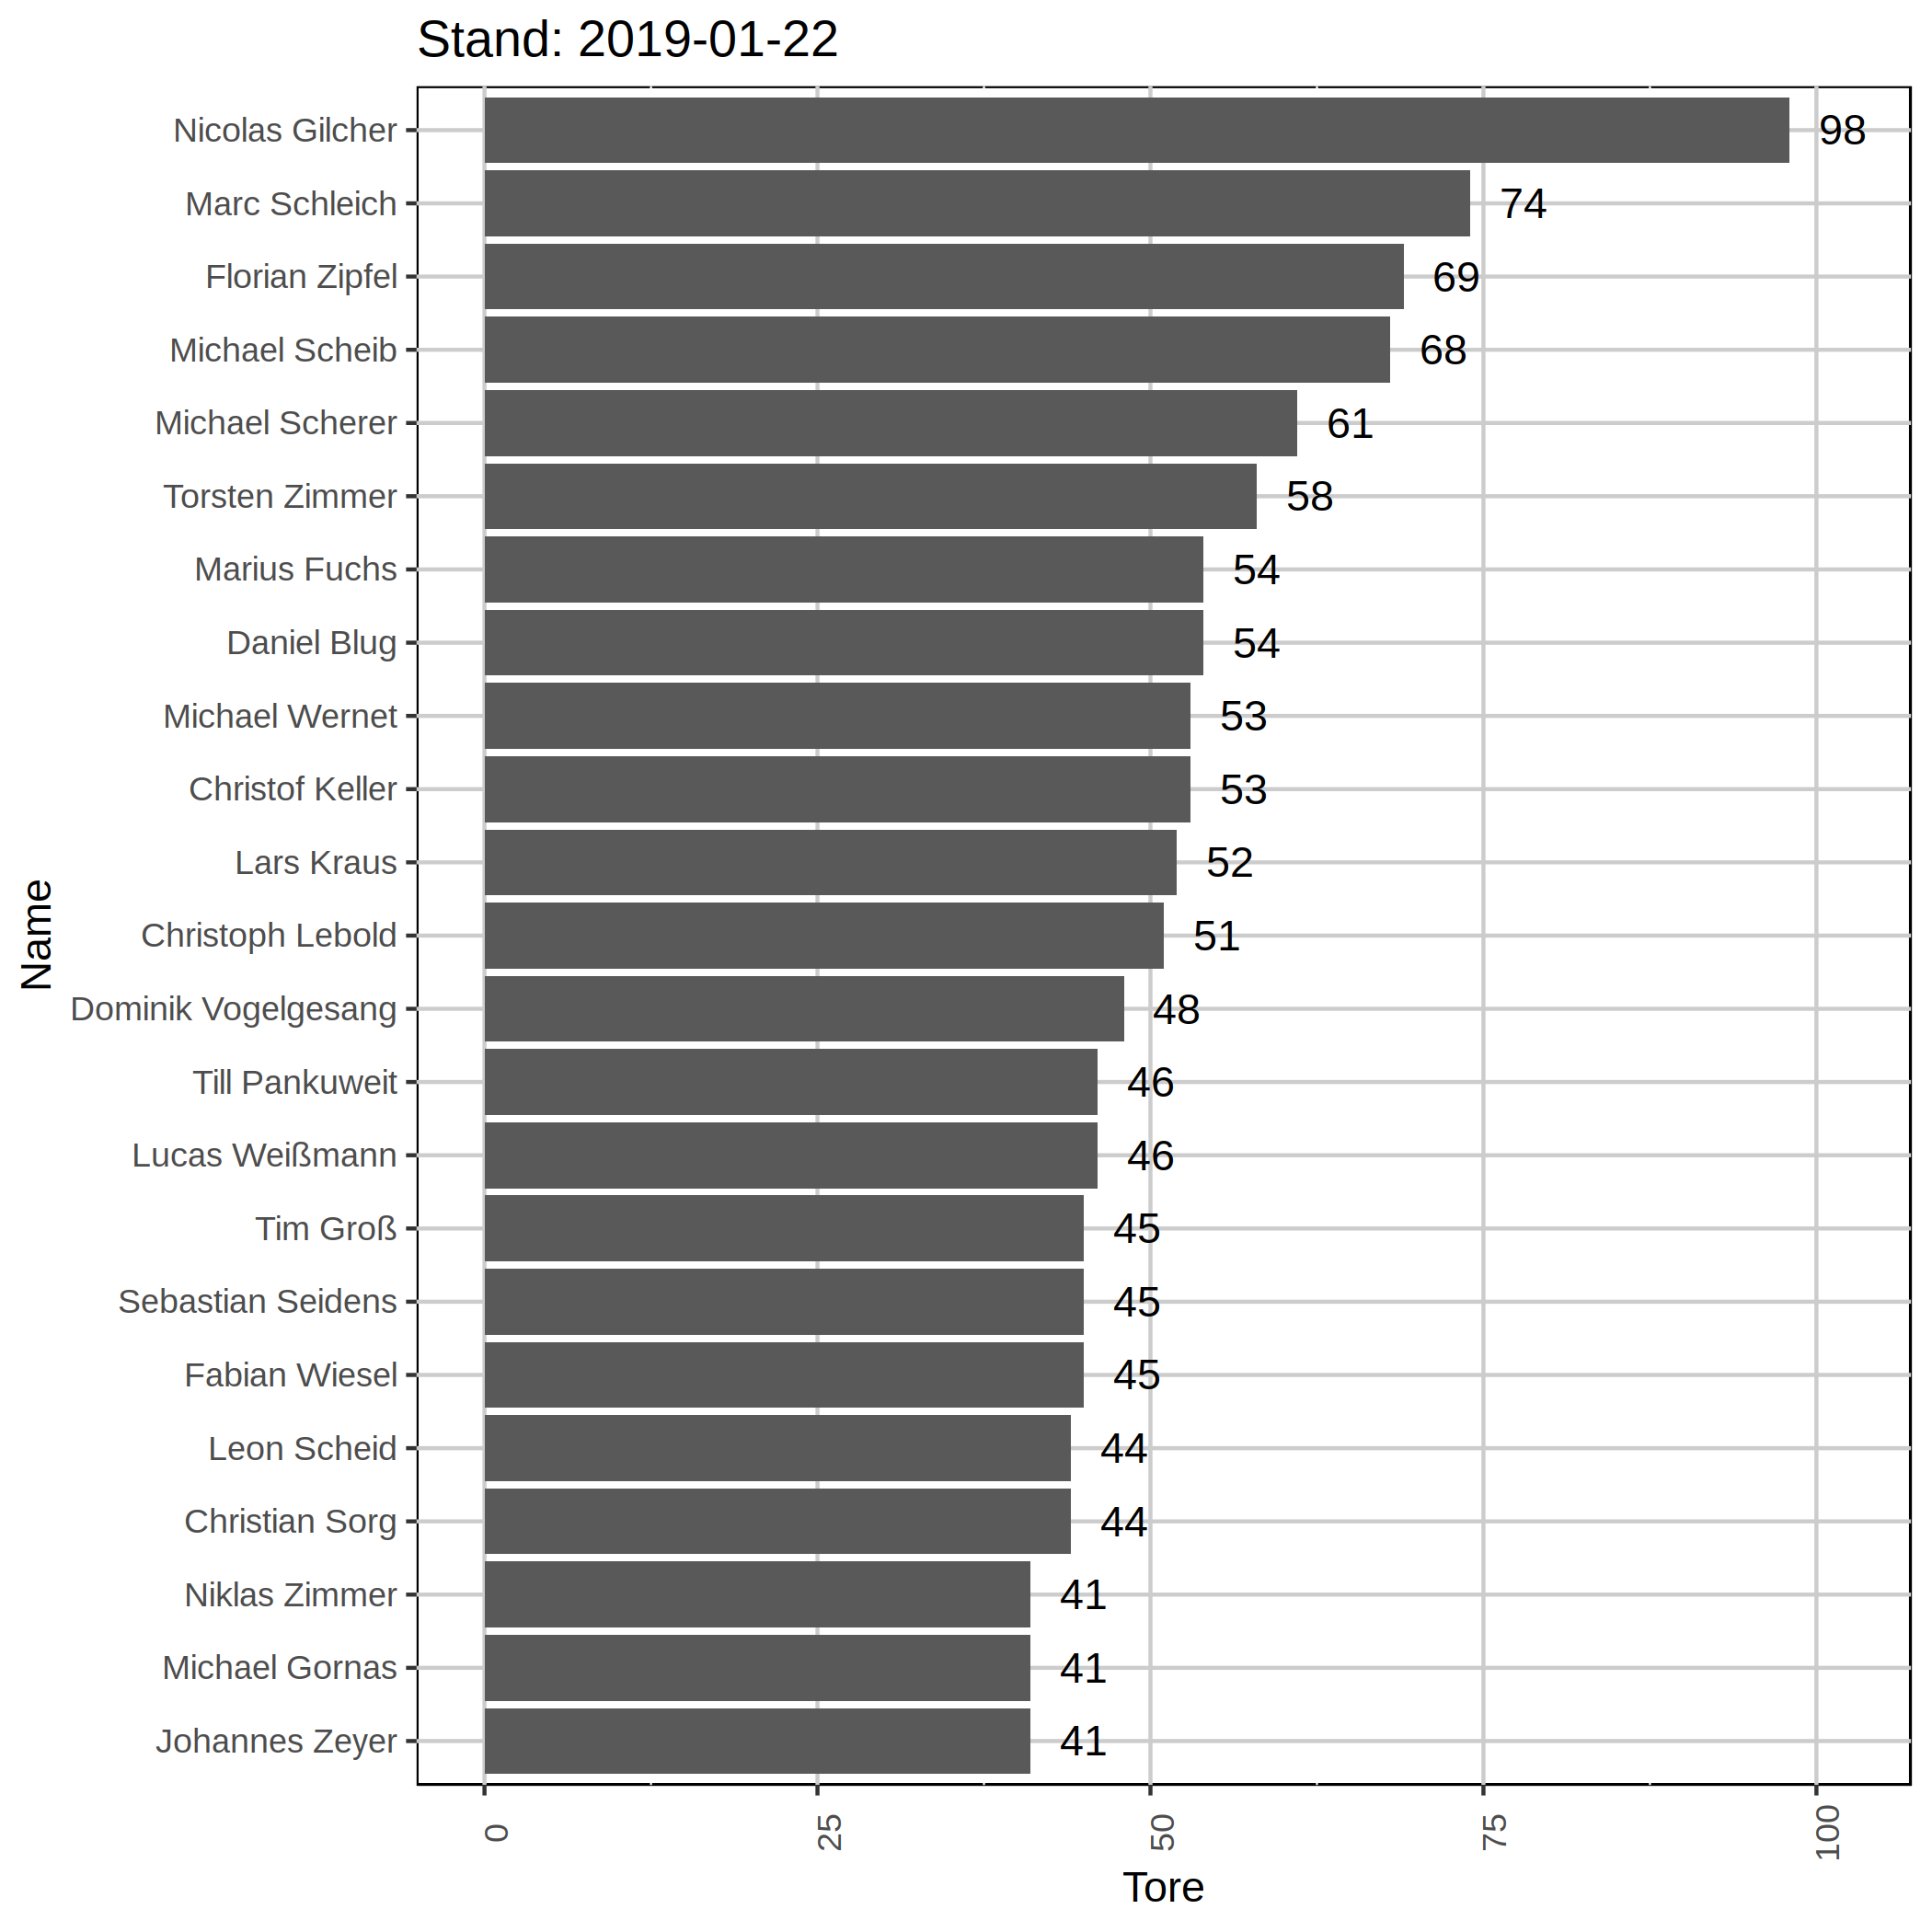 Stand: 2019-01-22
Nicolas Gilcher 98
Marc Schleich 74
Florian Zipfel 69
Michael Scheib 68
Michael Scherer 61
Torsten Zimmer 58
Marius Fuchs 54
Daniel Blug 54
Michael Wernet 53
Christof Keller 53
Lars Kraus 52
Christoph Lebold 51
Dominik Vogelgesang 48
Till Pankuweit 46
Lucas Weißmann 46
Tim Groß 45
Sebastian Seidens 45
Fabian Wiesel 45
Leon Scheid 44
Christian Sorg 44
Niklas Zimmer 41
Michael Gornas 41
Johannes Zeyer 41
Name
0 25 50 75 100
Tore